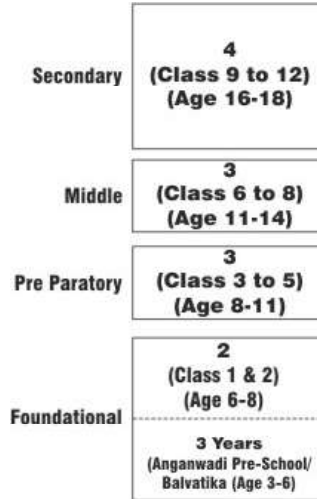 4
Secondary (Class 9 to 12)
(Age 16-18)
3
Middle (Class 6 to 8)
(Age 11-14)
3
Pre Paratory (Class 3 to 5)
(Age 8-11)
2
(Class 1 & 2)
(Age 6-8)
Foundational
3 Years
(Anganwadi Pre-School/
Balvatika (Age 3-6)